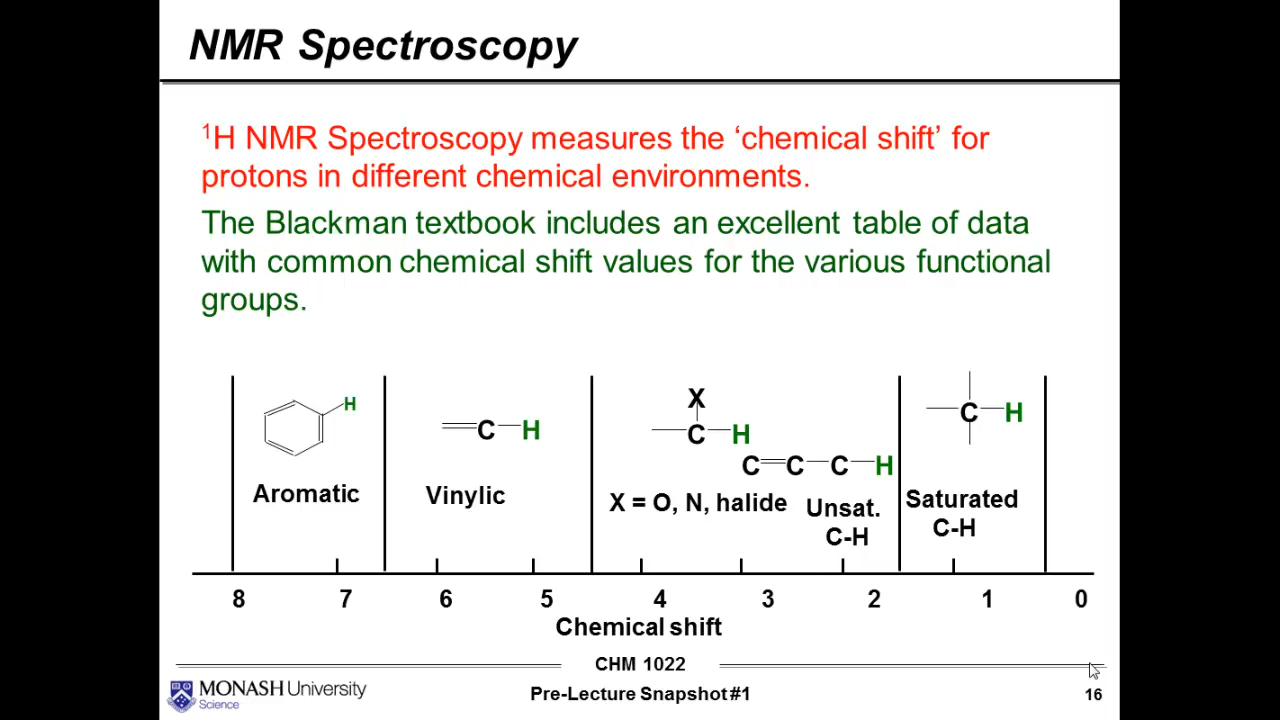 NMR Spectroscopy
¹H NMR Spectroscopy measures the ‘chemical shift’ for
protons in different chemical environments.
The Blackman textbook includes an excellent table of data
with common chemical shift values for the various functional
groups.
H
Aromatic
C H
Vinylic
X
C H
X = O, N, halide
C C C H
Unsat.
C-H
C H
Saturated
C-H
8 7 6 5 4 3 2 1 0
Chemical shift
CHM 1022
MONASH University
Science
Pre-Lecture Snapshot #1
16